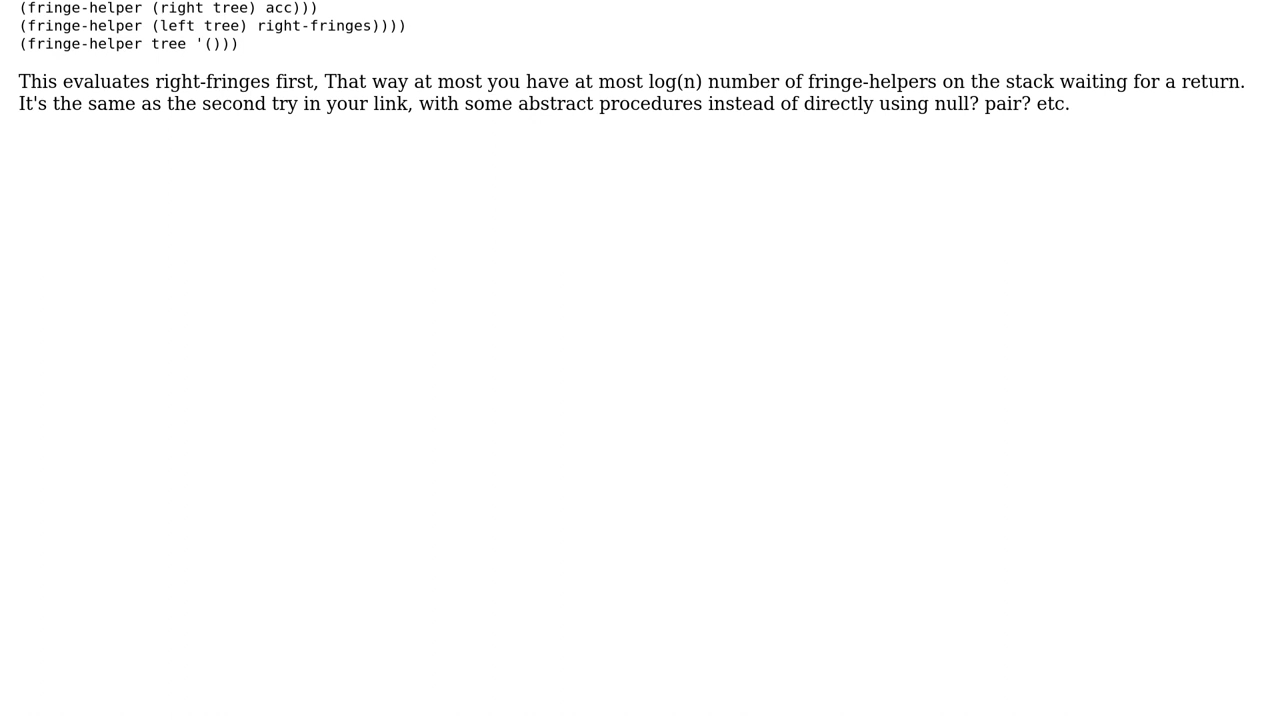 (fringe-helper (right tree) acc)))
(fringe-helper (left tree) right-fringes))))
(fringe-helper tree '()))
This evaluates right-fringes first, That way at most you have at most log(n) number of fringe-helpers on the stack waiting for a return.
It's the same as the second try in your link, with some abstract procedures instead of directly using null? pair? etc.